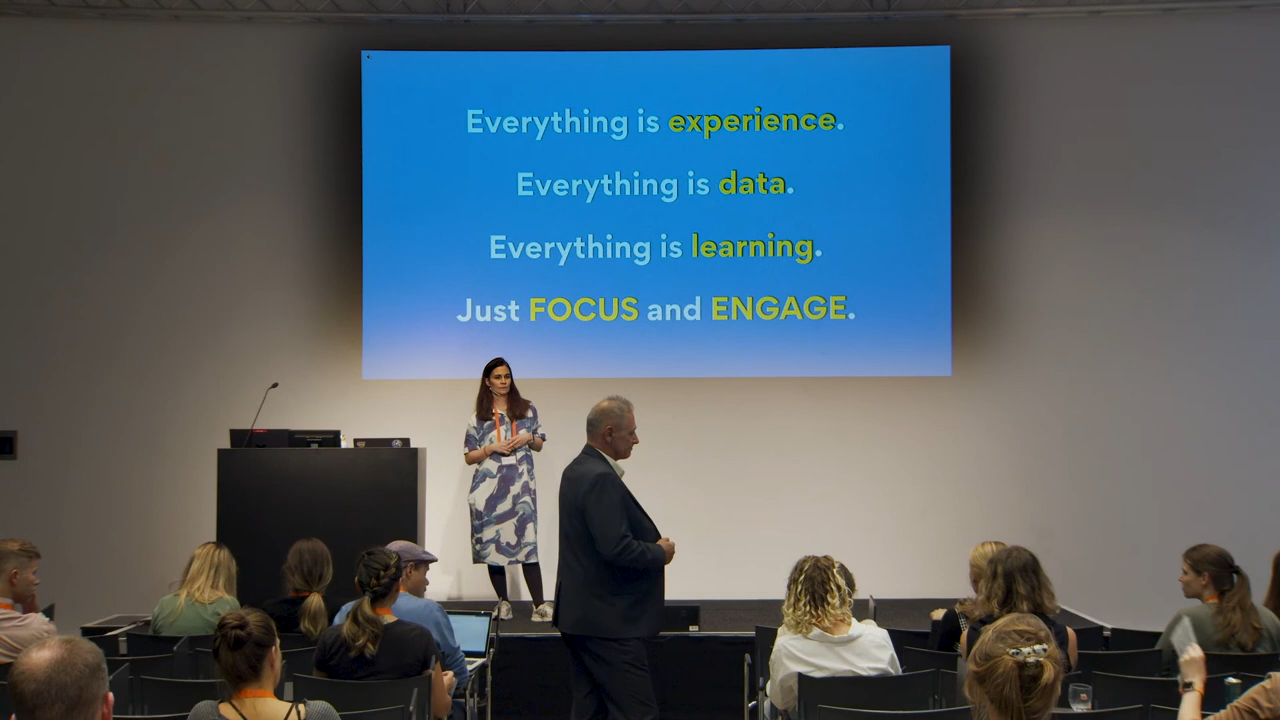 Everything is experience.
Everything is data.
Everything is learning.
Just FOCUS and ENGAGE.